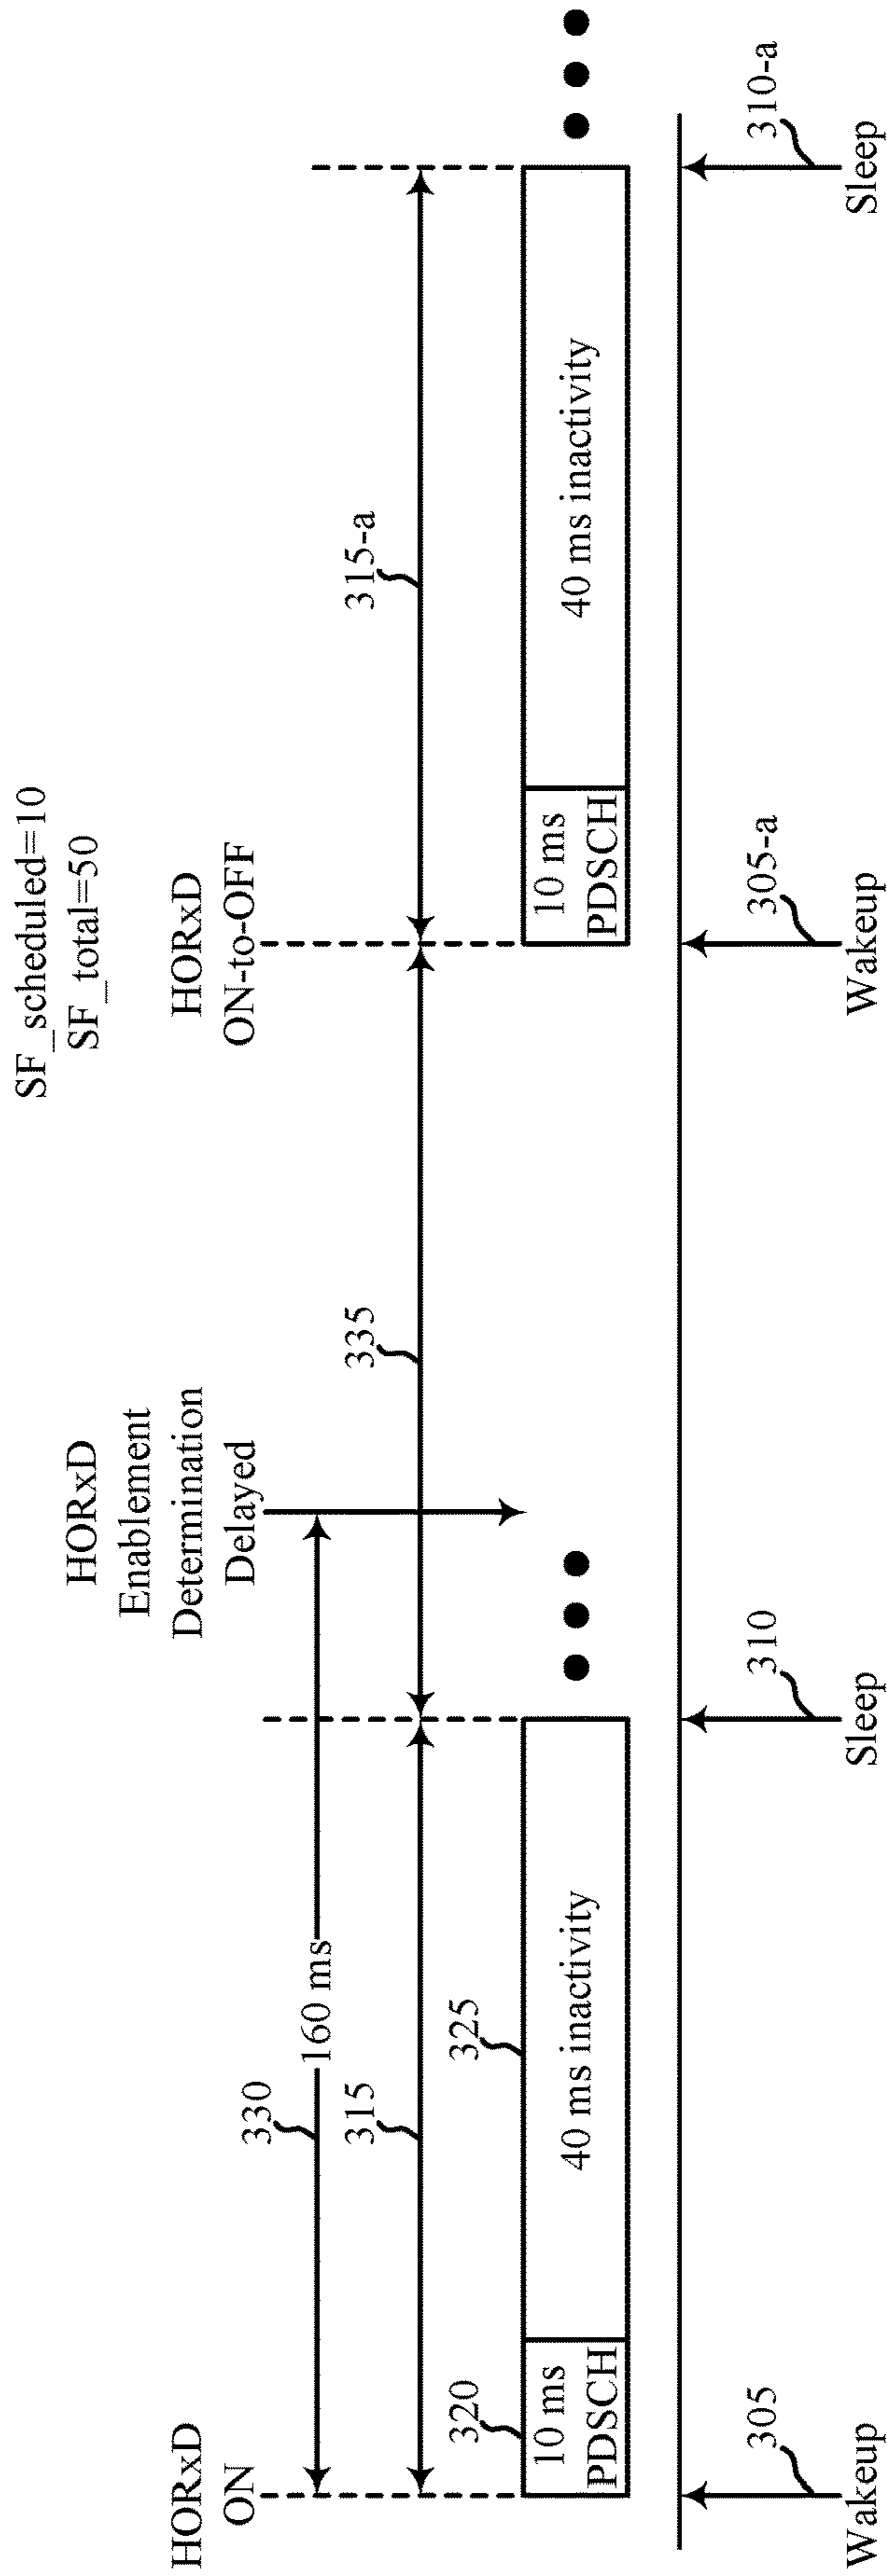 SF_scheduled=10
SF_total=50
HORxD
ON
HORxD
Enablement
Determination
Delayed
HORxD
ON-to-OFF
330
160 ms
315
335
315-a
320
325
10 ms
PDSCH
40 ms inactivity
10 ms
PDSCH
40 ms inactivity
305
310
305-a
310-a
Wakeup
Sleep
Wakeup
Sleep